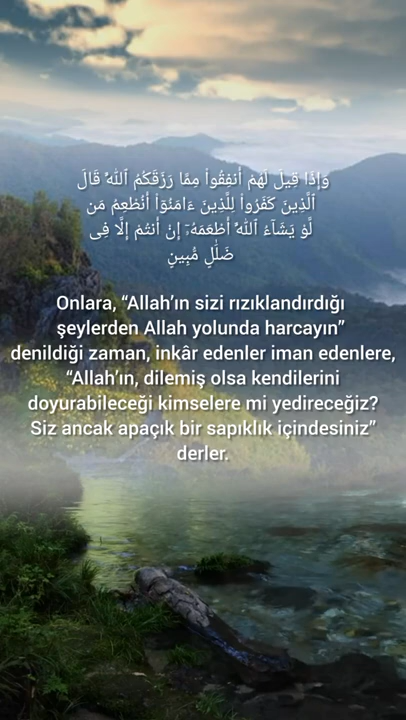 وَإِذَا قِيلَ لَهُمْ أَنفِقُوا۟ مِمَّا رَزَقَكُمُ ٱللَّهُ قَالَ
ٱلَّذِينَ كَفَرُوا۟ لِلَّذِينَ ءَامَنُوٓا۟ أَنُطْعِمُ مَن
لَّوْ يَشَآءُ ٱللَّهُ أَطْعَمَهُۥٓ إِنْ أَنتُمْ إِلَّا فِى
ضَلَٰلٍ مُّبِينٍ
Onlara, “Allah’ın sizi rızıklandırdığı
şeylerden Allah yolunda harcayın”
denildiği zaman, inkâr edenler iman edenlere,
“Allah’ın, dilemiş olsa kendilerini
doyurabileceği kimselere mi yedireceğiz?
Siz ancak apaçık bir sapıklık içindesiniz”
derler.